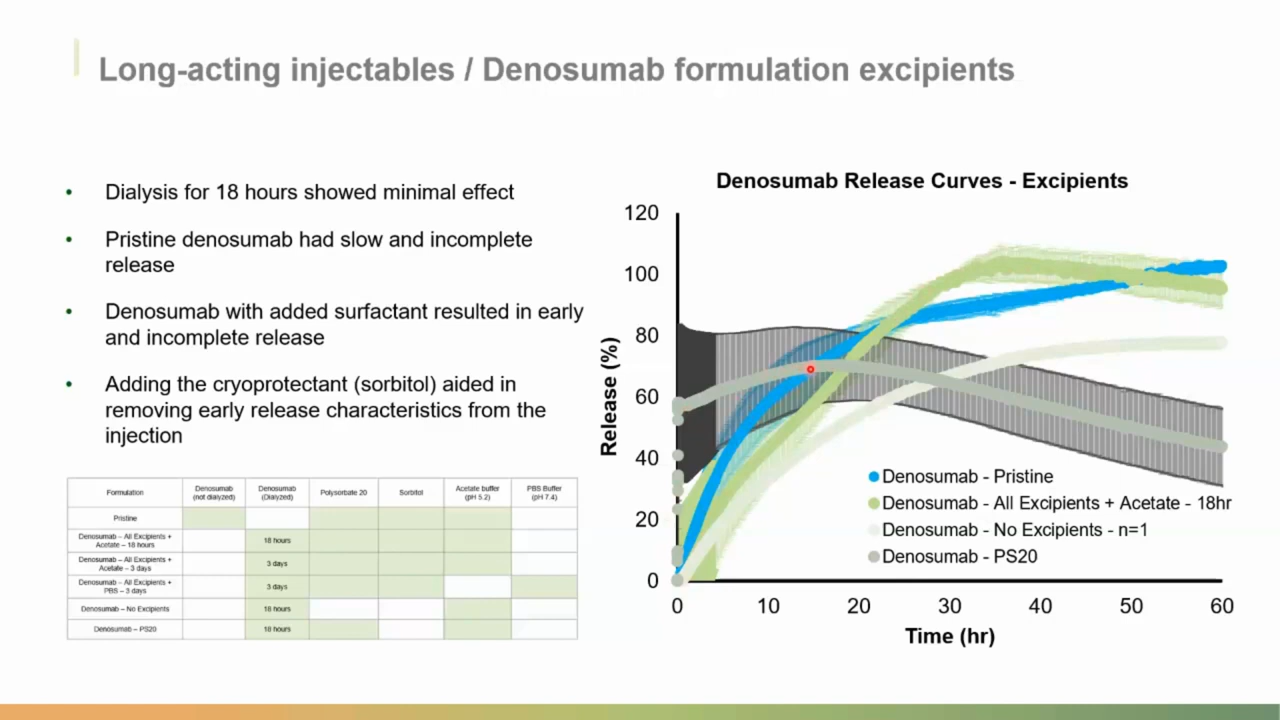 Long-acting injectables / Denosumab formulation excipients
• Dialysis for 18 hours showed minimal effect
• Pristine denosumab had slow and incomplete
release
• Denosumab with added surfactant resulted in early
and incomplete release
• Adding the cryoprotectant (sorbitol) aided in
removing early release characteristics from the
injection
Formulation Denosumab (not dialyzed) Denosumab (Dialyzed) Polysorbate 20 Sorbitol Acetate buffer (pH 5.2) PBS Buffer (pH 7.4)
Pristine
Denosumab – All Excipients + Acetate – 18 hours 18 hours
Denosumab – All Excipients + Acetate – 3 days 3 days
Denosumab – All Excipients + PBS – 3 days 3 days
Denosumab – No Excipients 18 hours
Denosumab – PS20 18 hours
Denosumab Release Curves - Excipients
Release (%)
120
100
80
60
40
20
0
Denosumab - Pristine
Denosumab - All Excipients + Acetate - 18hr
Denosumab - No Excipients - n=1
Denosumab - PS20
0 10 20 30 40 50 60
Time (hr)